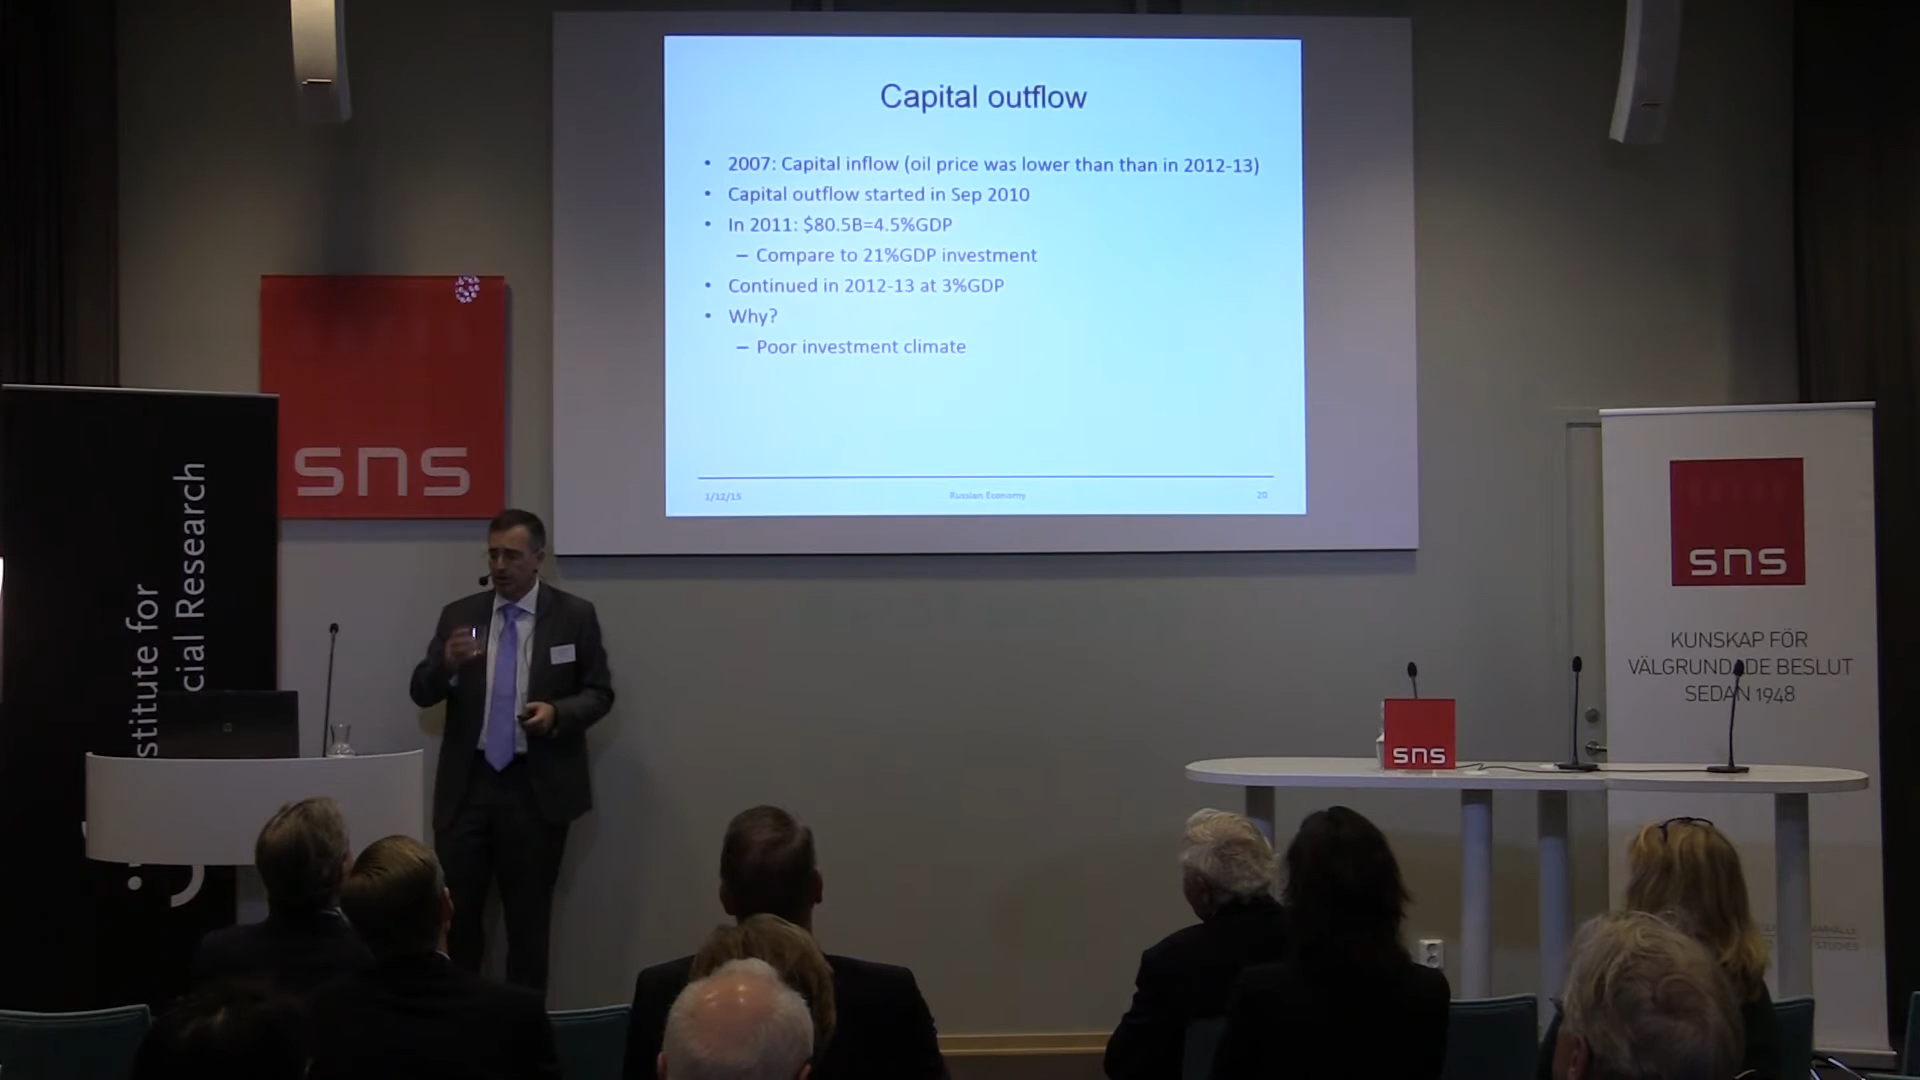 Capital outflow
• 2007: Capital inflow (oil price was lower than than in 2012-13)
• Capital outflow started in Sep 2010
• In 2011: $80.5B=4.5%GDP
– Compare to 21%GDP investment
• Continued in 2012-13 at 3%GDP
• Why?
– Poor investment climate
1/12/15 Russian Economy 20
sns
stitute for
cial Research
sns
KUNSKAP FÖR
VÄLGRUNDADE BESLUT
SEDAN 1948
sns
STUDIES